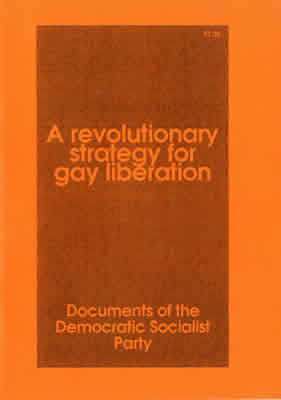 A revolutionary
strategy for
gay liberation
Documents of the
Democratic Socialist
Party